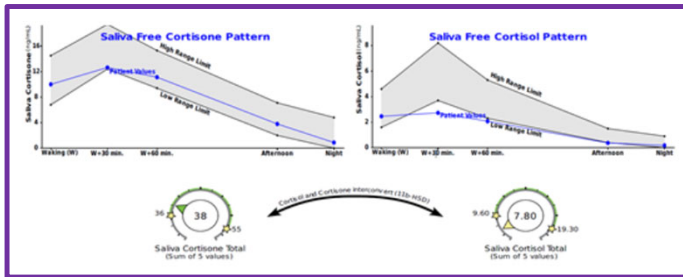 Saliva Free Cortisone Pattern
Saliva Cortisone (ng/mL)
16
12
8
4
0
High Range Limit
Patient Values
Low Range Limit
Waking (W)
W+30 min.
W+60 min.
Afternoon
Night
Saliva Free Cortisol Pattern
Saliva Cortisol (ng/mL)
8
6
4
2
0
High Range Limit
Patient Values
Low Range Limit
Waking (W)
W+30 min.
W+60 min.
Afternoon
Night
36
38
55
Saliva Cortisone Total
(Sum of 5 values)
Cortisol and Cortisone interconvert (11b-HSD)
9.60
7.80
19.30
Saliva Cortisol Total
(Sum of 5 values)